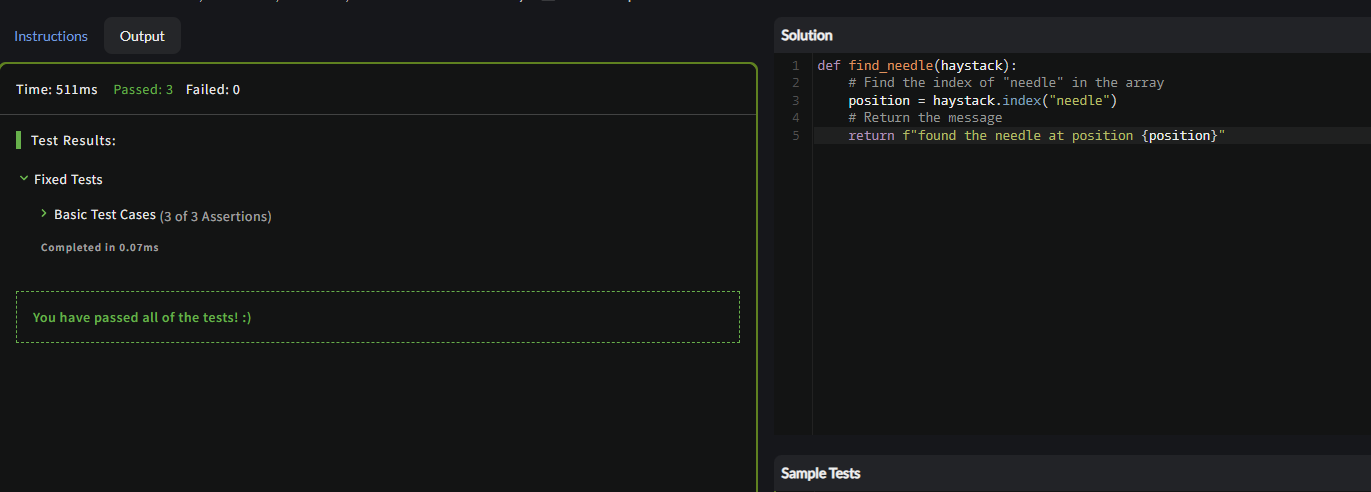 Instructions
Output
Time: 511ms Passed: 3 Failed: 0
Test Results:
Fixed Tests
Basic Test Cases (3 of 3 Assertions)
Completed in 0.07ms
You have passed all of the tests! :)
Solution
1 def find_needle(haystack):
2     # Find the index of "needle" in the array
3     position = haystack.index("needle")
4     # Return the message
5     return f"found the needle at position {position}"
Sample Tests